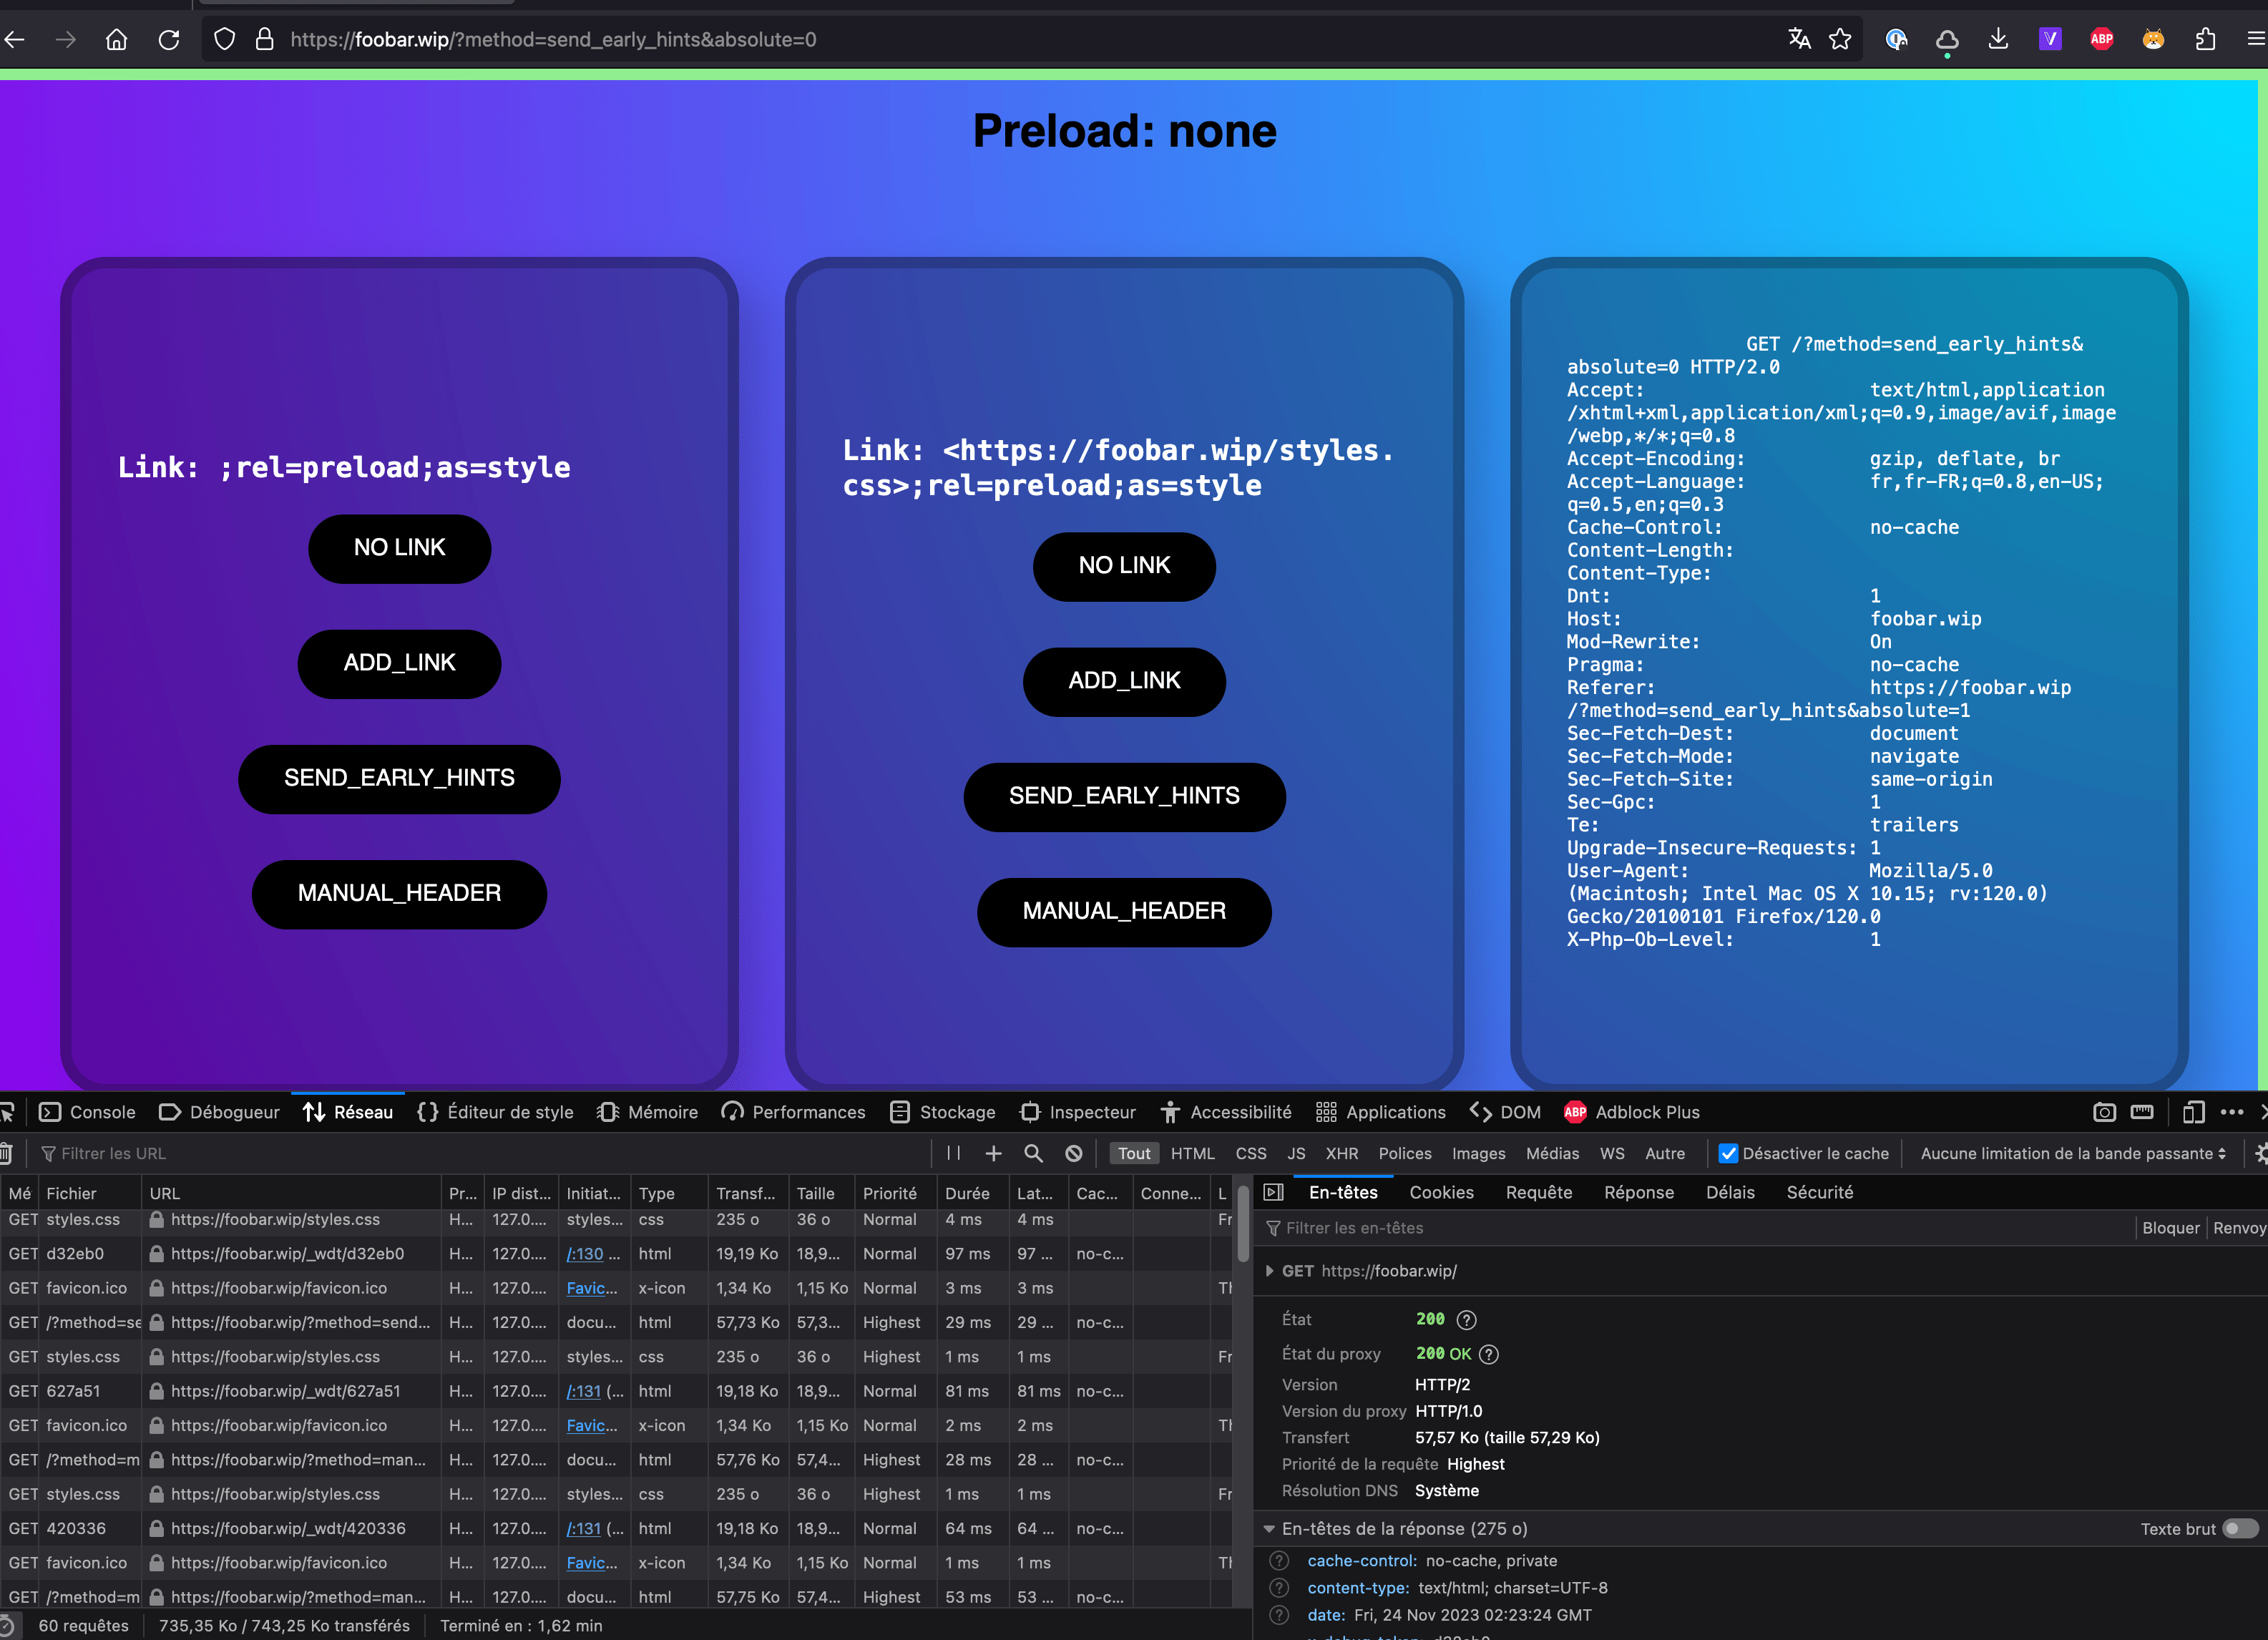 https://foobar.wip/?method=send_early_hints&absolute=0
ABP
Preload: none
Link: ;rel=preload;as=style
NO LINK
ADD_LINK
SEND_EARLY_HINTS
MANUAL_HEADER
Link: <https://foobar.wip/styles.
css>;rel=preload;as=style
NO LINK
ADD_LINK
SEND_EARLY_HINTS
MANUAL_HEADER
GET /?method=send_early_hints&
absolute=0 HTTP/2.0
Accept: text/html,application
/xhtml+xml,application/xml;q=0.9,image/avif,image
/webp,*/*;q=0.8
Accept-Encoding: gzip, deflate, br
Accept-Language: fr,fr-FR;q=0.8,en-US;
q=0.5,en;q=0.3
Cache-Control: no-cache
Content-Length:
Content-Type:
Dnt: 1
Host: foobar.wip
Mod-Rewrite: On
Pragma: no-cache
Referer: https://foobar.wip
/?method=send_early_hints&absolute=1
Sec-Fetch-Dest: document
Sec-Fetch-Mode: navigate
Sec-Fetch-Site: same-origin
Sec-Gpc: 1
Te: trailers
Upgrade-Insecure-Requests: 1
User-Agent: Mozilla/5.0
(Macintosh; Intel Mac OS X 10.15; rv:120.0)
Gecko/20100101 Firefox/120.0
X-Php-Ob-Level: 1
Console Débogueur Réseau Éditeur de style Mémoire Performances Stockage Inspecteur Accessibilité Applications DOM ABP Adblock Plus
Filtrer les URL Tout HTML CSS JS XHR Polices Images Médias WS Autre Désactiver le cache Aucune limitation de la bande passante
Mé Fichier URL Pr... IP dist... Initiat... Type Transf... Taille Priorité Durée Lat... Cac... Conne... L
GET styles.css https://foobar.wip/styles.css H... 127.0.... styles... css 235 o 36 o Normal 4 ms 4 ms Fr
GET d32eb0 https://foobar.wip/_wdt/d32eb0 H... 127.0.... /:130 ... html 19,19 Ko 18,9... Normal 97 ms 97 ... no-c...
GET favicon.ico https://foobar.wip/favicon.ico H... 127.0.... Favic... x-icon 1,34 Ko 1,15 Ko Normal 3 ms 3 ms Th
GET /?method=se https://foobar.wip/?method=send... H... 127.0.... docu... html 57,73 Ko 57,3... Highest 29 ms 29 ... no-c...
GET styles.css https://foobar.wip/styles.css H... 127.0.... styles... css 235 o 36 o Highest 1 ms 1 ms Fr
GET 627a51 https://foobar.wip/_wdt/627a51 H... 127.0.... /:131 (... html 19,18 Ko 18,9... Normal 81 ms 81 ms no-c...
GET favicon.ico https://foobar.wip/favicon.ico H... 127.0.... Favic... x-icon 1,34 Ko 1,15 Ko Normal 2 ms 2 ms Th
GET /?method=m https://foobar.wip/?method=man... H... 127.0.... docu... html 57,76 Ko 57,4... Highest 28 ms 28 ... no-c...
GET styles.css https://foobar.wip/styles.css H... 127.0.... styles... css 235 o 36 o Highest 1 ms 1 ms Fr
GET 420336 https://foobar.wip/_wdt/420336 H... 127.0.... /:131 (... html 19,18 Ko 18,9... Normal 64 ms 64 ... no-c...
GET favicon.ico https://foobar.wip/favicon.ico H... 127.0.... Favic... x-icon 1,34 Ko 1,15 Ko Normal 1 ms 1 ms Th
GET /?method=m https://foobar.wip/?method=man... H... 127.0.... docu... html 57,75 Ko 57,4... Highest 53 ms 53 ... no-c...
60 requêtes 735,35 Ko / 743,25 Ko transférés Terminé en : 1,62 min
En-têtes Cookies Requête Réponse Délais Sécurité
Filtrer les en-têtes Bloquer Renvoy
GET https://foobar.wip/
État 200
État du proxy 200 OK
Version HTTP/2
Version du proxy HTTP/1.0
Transfert 57,57 Ko (taille 57,29 Ko)
Priorité de la requête Highest
Résolution DNS Système
En-têtes de la réponse (275 o) Texte brut
cache-control: no-cache, private
content-type: text/html; charset=UTF-8
date: Fri, 24 Nov 2023 02:23:24 GMT